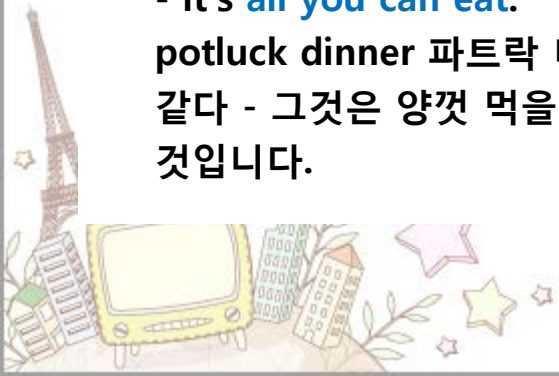 - It's all you can eat.
potluck dinner 파트락
같다 - 그것은 양껏 먹을
것입니다.